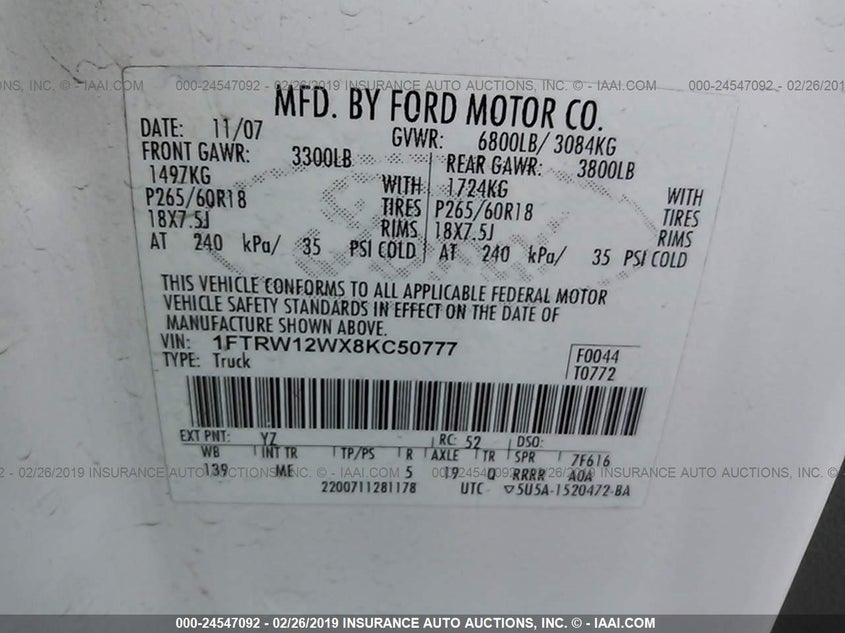 000-24547092 - 02/26/2019 INSURANCE AUTO AUCTIONS, INC. - IAAI.COM
MFD. BY FORD MOTOR CO.
DATE: 11/07 GVWR: 6800LB/ 3084KG
FRONT GAWR: 3300LB REAR GAWR: 3800LB
1497KG WITH 1724KG WITH
P265/60R18 TIRES P265/60R18 TIRES
18X7.5J RIMS 18X7.5J RIMS
AT 240 kPa/ 35 PSI COLD AT 240 kPa/ 35 PSI COLD
THIS VEHICLE CONFORMS TO ALL APPLICABLE FEDERAL MOTOR
VEHICLE SAFETY STANDARDS IN EFFECT ON THE DATE OF
MANUFACTURE SHOWN ABOVE.
VIN: 1FTRW12WX8KC50777
TYPE: Truck
F0044
T0772
EXT PNT: YZ RC: 52 DSO:
WB INT TR TP/PS R AXLE TR SPR 7F616
139 ME 5 19 Q RRRR AOA
2200711281178 UTC ▽5U5A-1520472-BA
000-24547092 - 02/26/2019 INSURANCE AUTO AUCTIONS, INC. - IAAI.COM